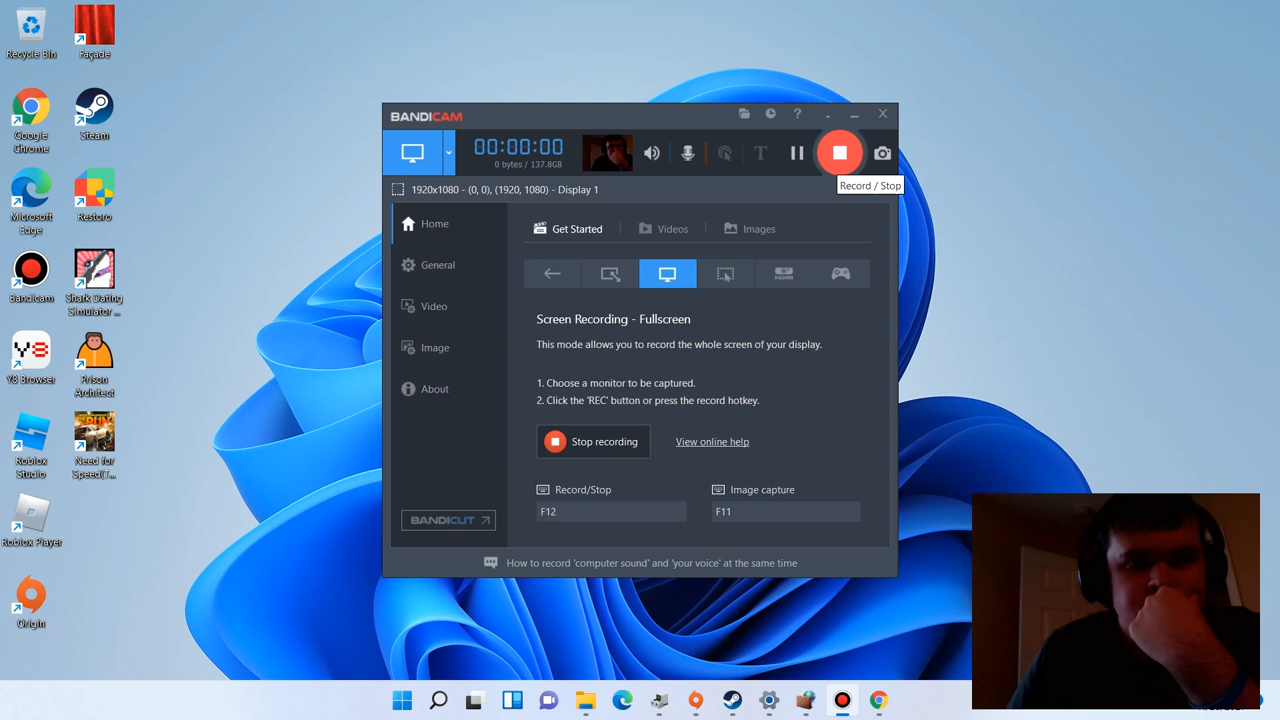 Recycle Bin
Façade
Google Chrome
Steam
Microsoft Edge
Restoro
Bandicam
Shark Dating Simulator ...
Y8 Browser
Prison Architect
Roblox Studio
Need for Speed(T...
Roblox Player
Origin
BANDICAM
00:00:00
0 bytes / 137.8GB
Record / Stop
1920x1080 - (0, 0), (1920, 1080) - Display 1
Home
General
Video
Image
About
BANDICUT
Get Started
Videos
Images
HDMI
Screen Recording - Fullscreen
This mode allows you to record the whole screen of your display.
1. Choose a monitor to be captured.
2. Click the 'REC' button or press the record hotkey.
Stop recording
View online help
Record/Stop
Image capture
F12
F11
How to record 'computer sound' and 'your voice' at the same time